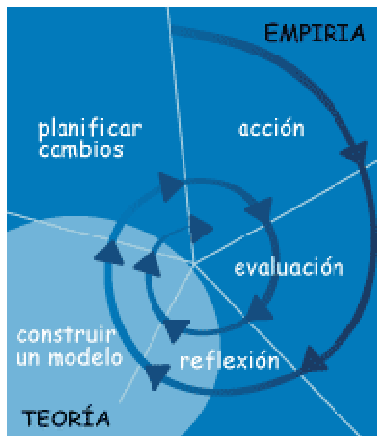 EMPIRIA
planificar
cambios
acción
evaluación
construir
un modelo
reflexión
TEORÍA